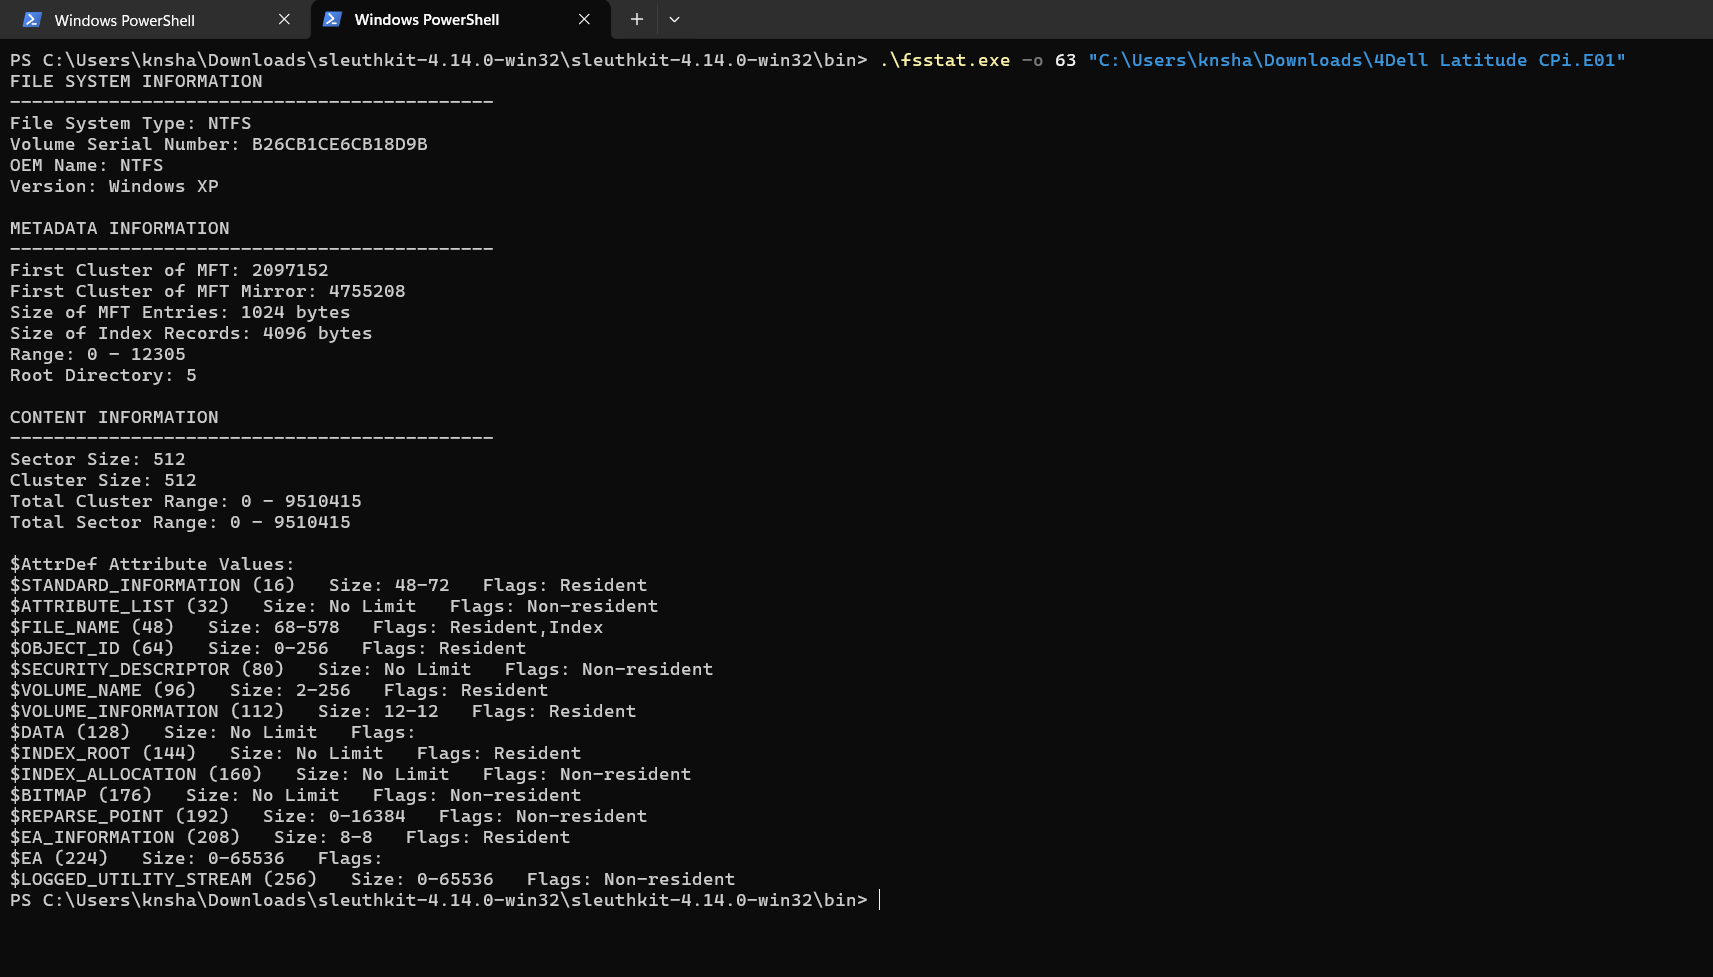 Windows PowerShell
Windows PowerShell
PS C:\Users\knsha\Downloads\sleuthkit-4.14.0-win32\sleuthkit-4.14.0-win32\bin> .\fsstat.exe -o 63 "C:\Users\knsha\Downloads\4Dell Latitude CPi.E01"
FILE SYSTEM INFORMATION
--------------------------------------------
File System Type: NTFS
Volume Serial Number: B26CB1CE6CB18D9B
OEM Name: NTFS
Version: Windows XP

METADATA INFORMATION
--------------------------------------------
First Cluster of MFT: 2097152
First Cluster of MFT Mirror: 4755208
Size of MFT Entries: 1024 bytes
Size of Index Records: 4096 bytes
Range: 0 - 12305
Root Directory: 5

CONTENT INFORMATION
--------------------------------------------
Sector Size: 512
Cluster Size: 512
Total Cluster Range: 0 - 9510415
Total Sector Range: 0 - 9510415

$AttrDef Attribute Values:
$STANDARD_INFORMATION (16)   Size: 48-72   Flags: Resident
$ATTRIBUTE_LIST (32)   Size: No Limit   Flags: Non-resident
$FILE_NAME (48)   Size: 68-578   Flags: Resident,Index
$OBJECT_ID (64)   Size: 0-256   Flags: Resident
$SECURITY_DESCRIPTOR (80)   Size: No Limit   Flags: Non-resident
$VOLUME_NAME (96)   Size: 2-256   Flags: Resident
$VOLUME_INFORMATION (112)   Size: 12-12   Flags: Resident
$DATA (128)   Size: No Limit   Flags:
$INDEX_ROOT (144)   Size: No Limit   Flags: Resident
$INDEX_ALLOCATION (160)   Size: No Limit   Flags: Non-resident
$BITMAP (176)   Size: No Limit   Flags: Non-resident
$REPARSE_POINT (192)   Size: 0-16384   Flags: Non-resident
$EA_INFORMATION (208)   Size: 8-8   Flags: Resident
$EA (224)   Size: 0-65536   Flags:
$LOGGED_UTILITY_STREAM (256)   Size: 0-65536   Flags: Non-resident
PS C:\Users\knsha\Downloads\sleuthkit-4.14.0-win32\sleuthkit-4.14.0-win32\bin>